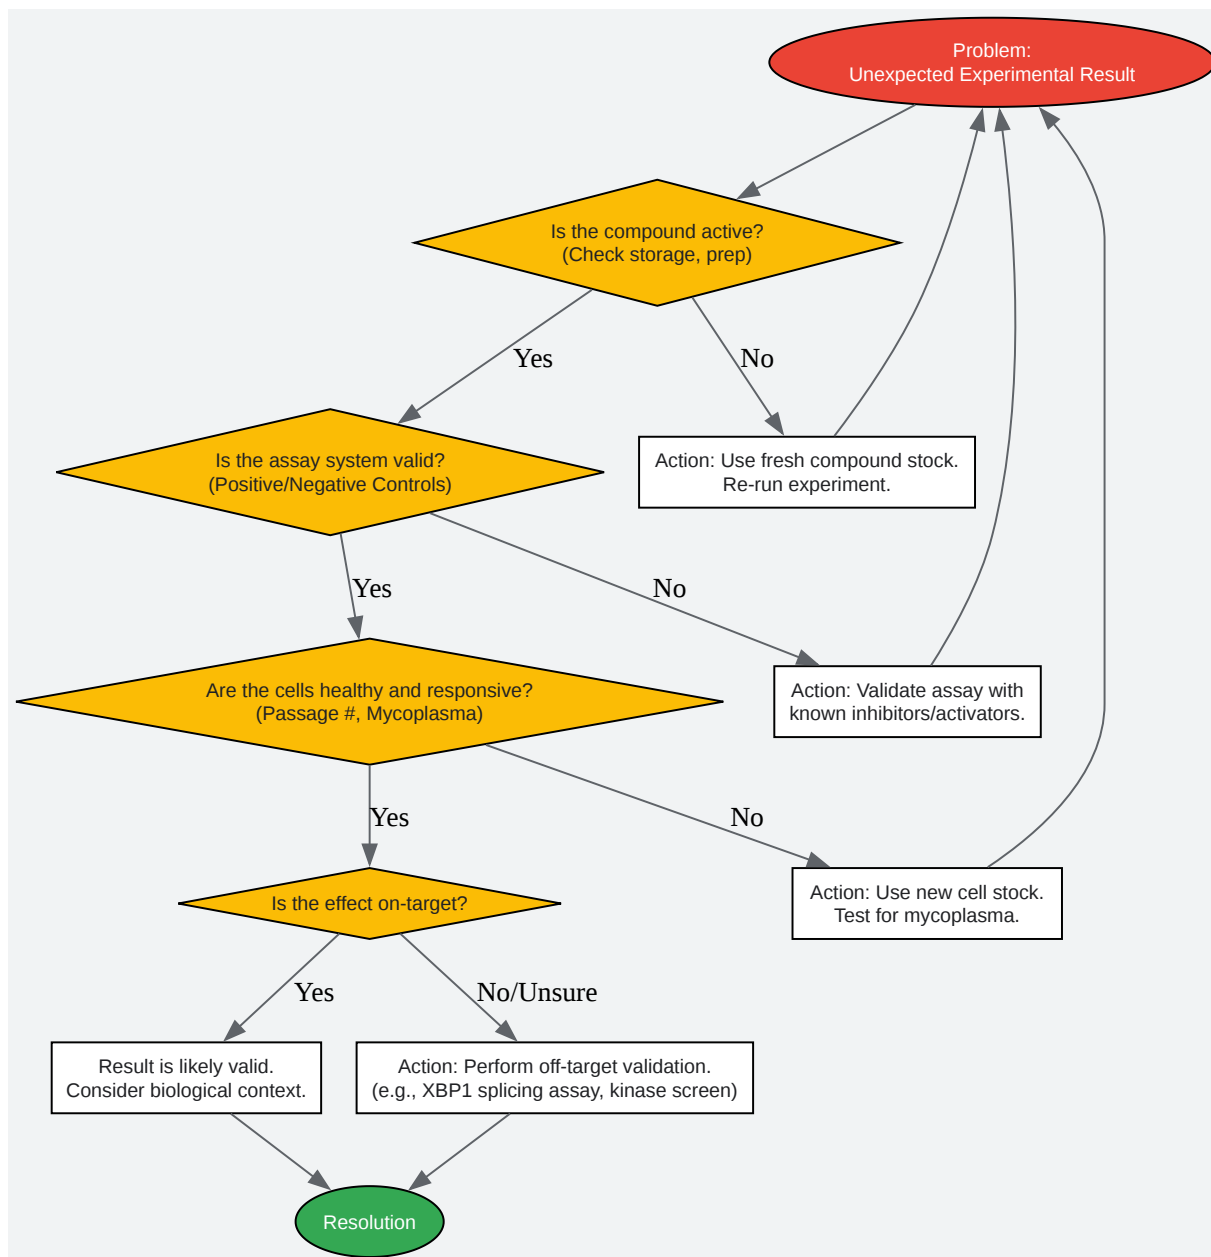 Problem:
Unexpected Experimental Result
Is the compound active?
(Check storage, prep)
Yes
No
Action: Use fresh compound stock.
Re-run experiment.
Is the assay system valid?
(Positive/Negative Controls)
Yes
No
Action: Validate assay with
known inhibitors/activators.
Are the cells healthy and responsive?
(Passage #, Mycoplasma)
Yes
No
Action: Use new cell stock.
Test for mycoplasma.
Is the effect on-target?
Yes
No/Unsure
Result is likely valid.
Consider biological context.
Action: Perform off-target validation.
(e.g., XBP1 splicing assay, kinase screen)
Resolution